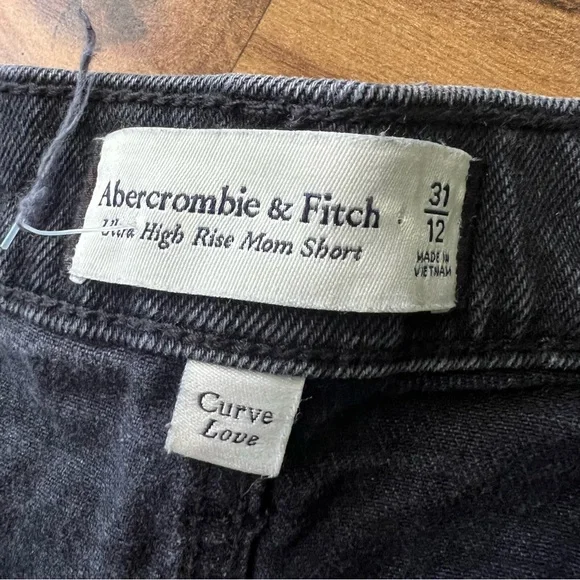 Abercrombie & Fitch
Ultra High Rise Mom Short
31
12
MADE IN
VIETNAM
Curve
Love